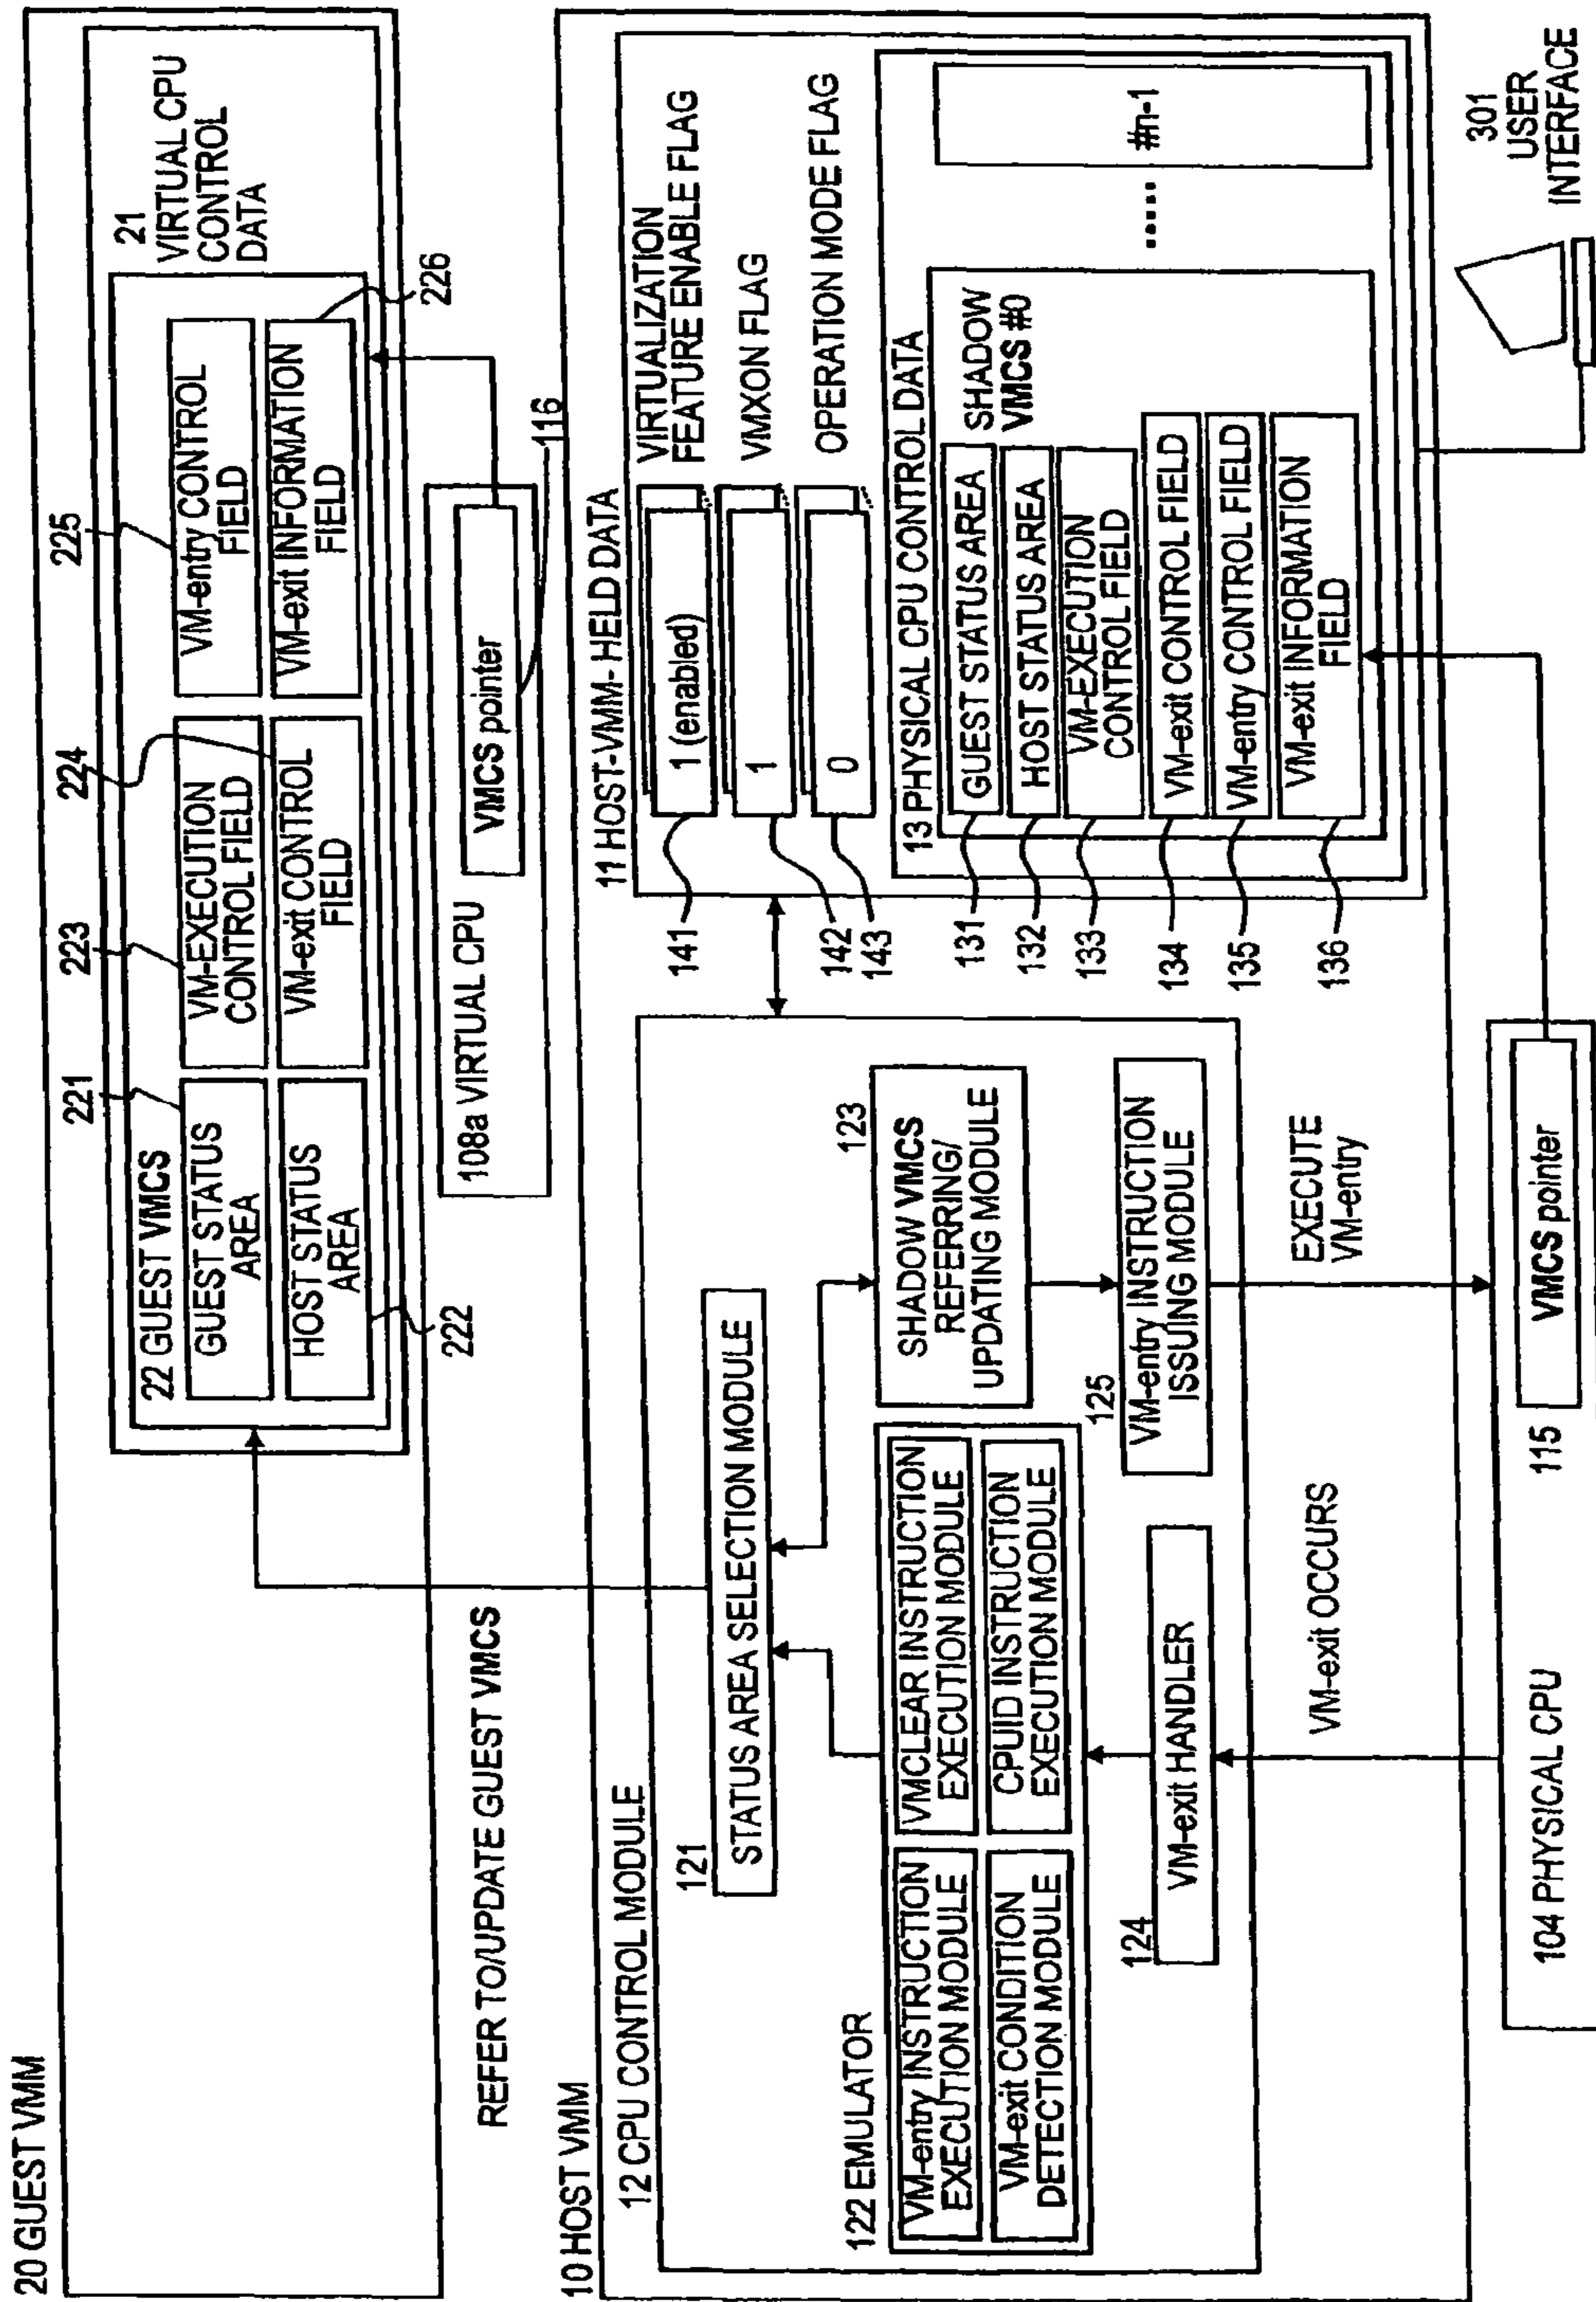 20 GUEST VMM
21
VIRTUAL CPU
CONTROL
DATA
22 GUEST VMCS
221
GUEST STATUS
AREA
223
VM-EXECUTION
CONTROL FIELD
225
VM-entry CONTROL
FIELD
HOST STATUS
AREA
222
224
VM-exit CONTROL
FIELD
VM-exit INFORMATION
FIELD
226
108a VIRTUAL CPU
VMCS pointer
116
REFER TO/UPDATE GUEST VMCS
10 HOST VMM
12 CPU CONTROL MODULE
121
STATUS AREA SELECTION MODULE
122 EMULATOR
VM-entry INSTRUCTION
EXECUTION MODULE
VMCLEAR INSTRUCTION
EXECUTION MODULE
VM-exit CONDITION
DETECTION MODULE
CPUID INSTRUCTION
EXECUTION MODULE
123
SHADOW VMCS
REFERRING/
UPDATING MODULE
124
VM-exit HANDLER
125
VM-entry INSTRUCTION
ISSUING MODULE
VM-exit OCCURS
EXECUTE
VM-entry
11 HOST-VMM- HELD DATA
141
1 (enabled)
VIRTUALIZATION
FEATURE ENABLE FLAG
142
1
VMXON FLAG
143
0
OPERATION MODE FLAG
13 PHYSICAL CPU CONTROL DATA
131
GUEST STATUS AREA
SHADOW
VMCS #0
132
HOST STATUS AREA
133
VM-EXECUTION
CONTROL FIELD
134
VM-exit CONTROL FIELD
135
VM-entry CONTROL FIELD
136
VM-exit INFORMATION
FIELD
.....
#n-1
104 PHYSICAL CPU
115
VMCS pointer
301
USER
INTERFACE